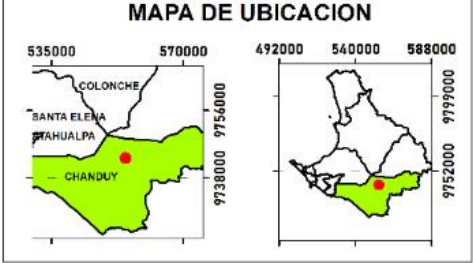 MAPA DE UBICACION
535000 570000
COLONCHE
SANTA ELENA
ATAHUALPA
CHANDUY
9756000
9738000
492000 540000 588000
9799000
9752000